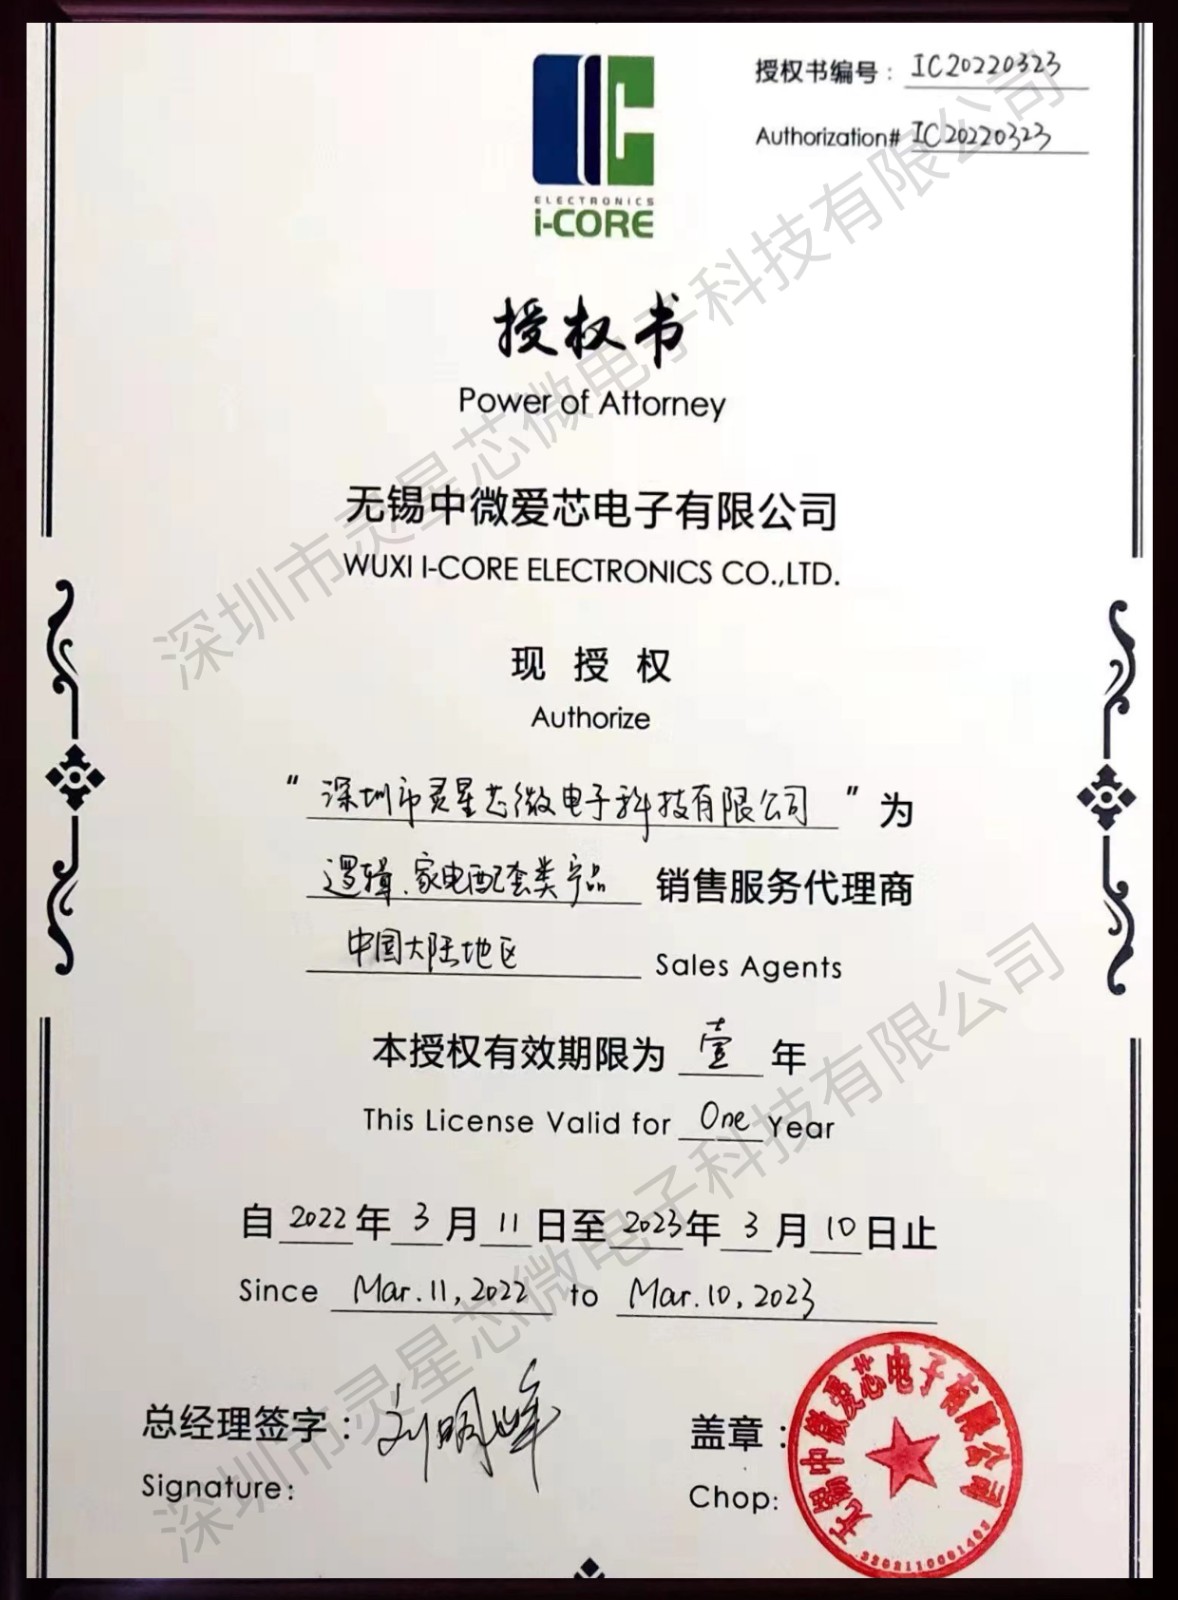 授权书编号： IC20220323
Authorization# IC20220323
ELECTRONICS
i-CORE
授权书
Power of Attorney
无锡中微爱芯电子有限公司
WUXI I-CORE ELECTRONICS CO.,LTD.
现授权
Authorize
“深圳市灵星芯微电子科技有限公司”为
逻辑、家电配套类产品 销售服务代理商
中国大陆地区 Sales Agents
本授权有效期限为 壹 年
This License Valid for One Year
自 2022 年 3 月 11 日至 2023 年 3 月 10 日止
Since Mar.11,2022 to Mar.10,2023
总经理签字：刘明峰
Signature:
盖章：
Chop:
无锡中微爱芯电子有限公司
深圳市灵星芯微电子科技有限公司
深圳市灵星芯微电子科技有限公司